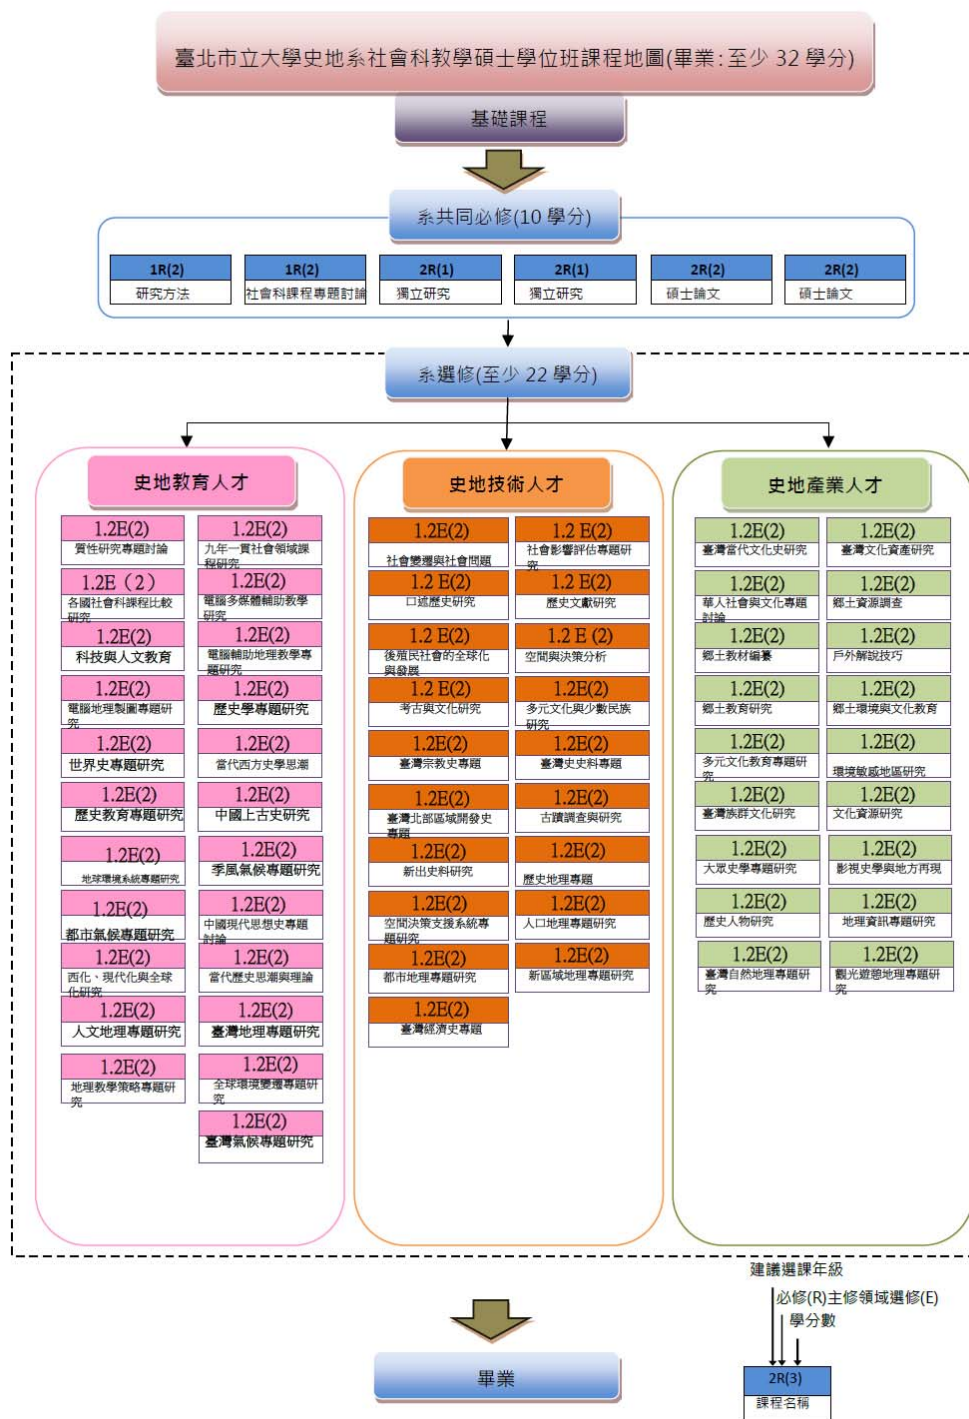 臺北市立大學史地系社會科教學碩士學位班課程地圖(畢業:至少 32 學分)
基礎課程
系共同必修(10 學分)
1R(2)
研究方法
1R(2)
社會科課程專題討論
2R(1)
獨立研究
2R(1)
獨立研究
2R(2)
碩士論文
2R(2)
碩士論文
系選修(至少 22 學分)
史地教育人才
1.2E(2)
質性研究專題討論
1.2E(2)
九年一貫社會領域課
程研究
1.2E（2）
各國社會科課程比較
研究
1.2E(2)
電腦多媒體輔助教學
研究
1.2E(2)
科技與人文教育
1.2E(2)
電腦輔助地理教學專
題研究
1.2E(2)
電腦地理製圖專題研
究
1.2E(2)
歷史學專題研究
1.2E(2)
世界史專題研究
1.2E(2)
當代西方史學思潮
1.2E(2)
歷史教育專題研究
1.2E(2)
中國上古史研究
1.2E(2)
地球環境系統專題研究
1.2E(2)
季風氣候專題研究
1.2E(2)
都市氣候專題研究
1.2E(2)
中國現代思想史專題
討論
1.2E(2)
西化、現代化與全球
化研究
1.2E(2)
當代歷史思潮與理論
1.2E(2)
人文地理專題研究
1.2E(2)
臺灣地理專題研究
1.2E(2)
地理教學策略專題研
究
1.2E(2)
全球環境變遷專題研
究
1.2E(2)
臺灣氣候專題研究
史地技術人才
1.2E(2)
社會變遷與社會問題
1.2 E(2)
社會影響評估專題研
究
1.2 E(2)
口述歷史研究
1.2 E(2)
歷史文獻研究
1.2 E(2)
後殖民社會的全球化
與發展
1.2 E (2)
空間與決策分析
1.2 E(2)
考古與文化研究
1.2E(2)
多元文化與少數民族
研究
1.2E(2)
臺灣宗教史專題
1.2E(2)
臺灣史史料專題
1.2E(2)
臺灣北部區域開發史
專題
1.2E(2)
古蹟調查與研究
1.2E(2)
新出史料研究
1.2E(2)
歷史地理專題
1.2E(2)
空間決策支援系統專
題研究
1.2E(2)
人口地理專題研究
1.2E(2)
都市地理專題研究
1.2E(2)
新區域地理專題研究
1.2E(2)
臺灣經濟史專題
史地產業人才
1.2E(2)
臺灣當代文化史研究
1.2E(2)
臺灣文化資產研究
1.2E(2)
華人社會與文化專題
討論
1.2E(2)
鄉土資源調查
1.2E(2)
鄉土教材編纂
1.2E(2)
戶外解說技巧
1.2E(2)
鄉土教育研究
1.2E(2)
鄉土環境與文化教育
1.2E(2)
多元文化教育專題研
究
1.2E(2)
環境敏感地區研究
1.2E(2)
臺灣族群文化研究
1.2E(2)
文化資源研究
1.2E(2)
大眾史學專題研究
1.2E(2)
影視史學與地方再現
1.2E(2)
歷史人物研究
1.2E(2)
地理資訊專題研究
1.2E(2)
臺灣自然地理專題研
究
1.2E(2)
觀光遊憩地理專題研
究
建議選課年級
必修(R)主修領域選修(E)
學分數
2R(3)
課程名稱
畢業